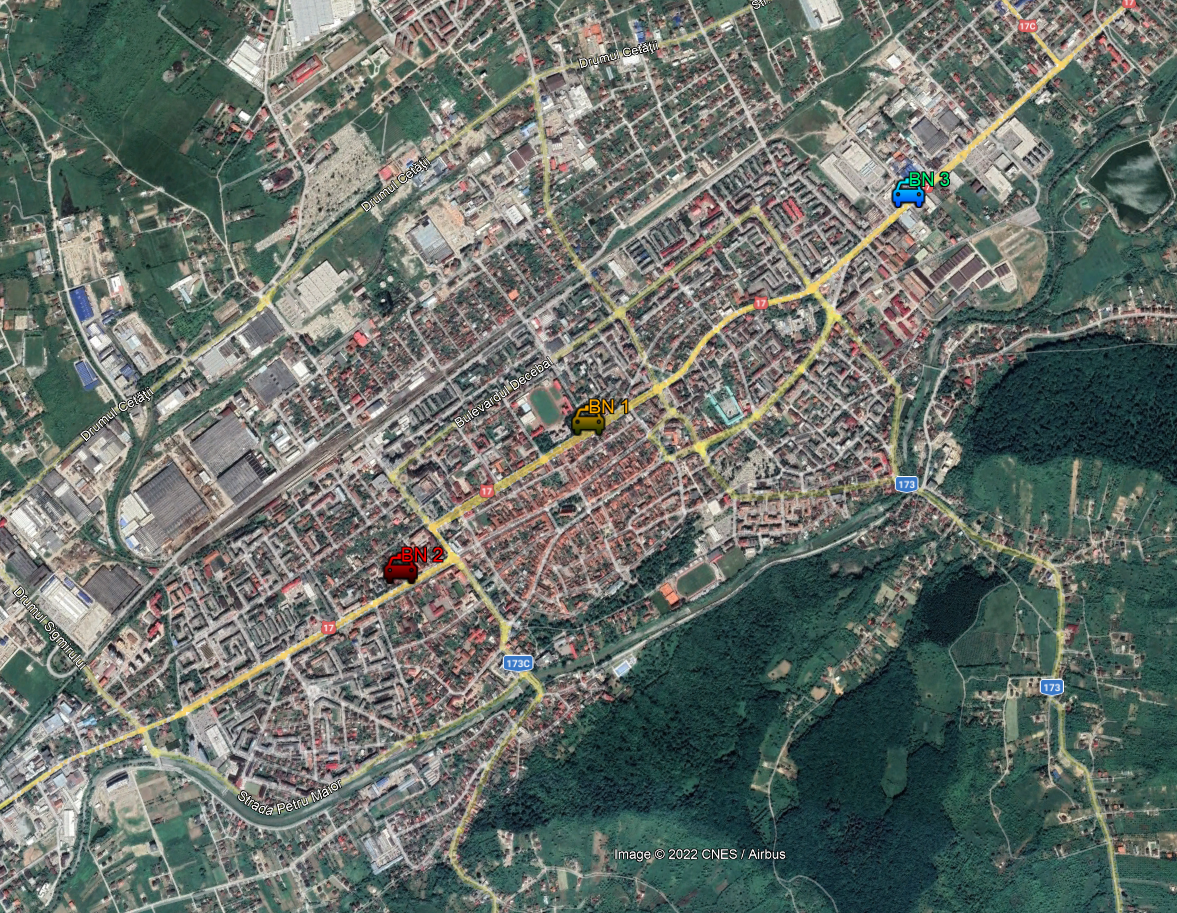 17
17C
St
Drumul Cetății
BN 3
Drumul Cetății
17
Bulevardul Decebal
Drumul Cetății
BN 1
17
173
BN 2
Drumul Sigmirului
17
173C
173
Strada Petru Maior
Image © 2022 CNES / Airbus